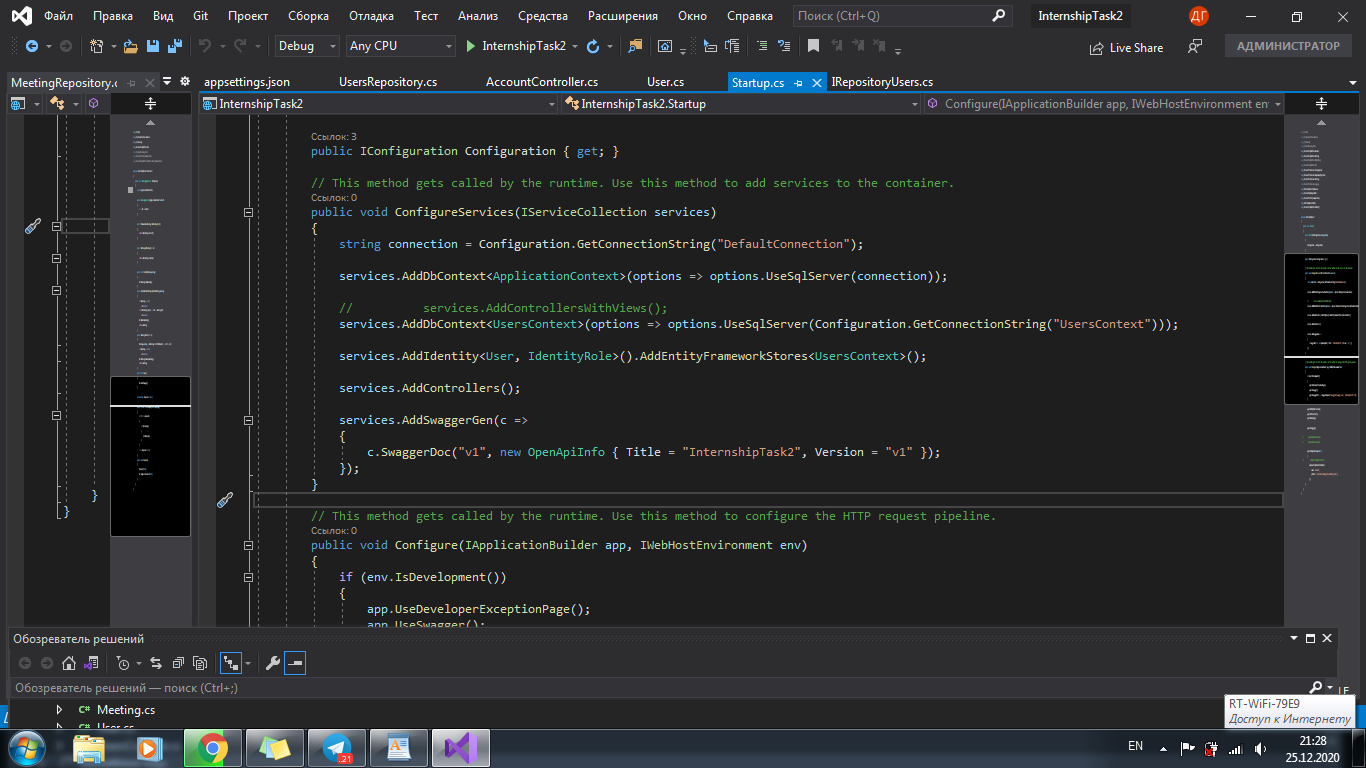 Файл Правка Вид Git Проект Сборка Отладка Тест Анализ Средства Расширения Окно Справка Поиск (Ctrl+Q) InternshipTask2 ДГ
Debug Any CPU InternshipTask2 Live Share АДМИНИСТРАТОР
MeetingRepository.c appsettings.json UsersRepository.cs AccountController.cs User.cs Startup.cs IRepositoryUsers.cs
InternshipTask2 InternshipTask2.Startup Configure(IApplicationBuilder app, IWebHostEnvironment en
Ссылок: 3
public IConfiguration Configuration { get; }
// This method gets called by the runtime. Use this method to add services to the container.
Ссылок: 0
public void ConfigureServices(IServiceCollection services)
{
string connection = Configuration.GetConnectionString("DefaultConnection");
services.AddDbContext<ApplicationContext>(options => options.UseSqlServer(connection));
// services.AddControllersWithViews();
services.AddDbContext<UsersContext>(options => options.UseSqlServer(Configuration.GetConnectionString("UsersContext")));
services.AddIdentity<User, IdentityRole>().AddEntityFrameworkStores<UsersContext>();
services.AddControllers();
services.AddSwaggerGen(c =>
{
c.SwaggerDoc("v1", new OpenApiInfo { Title = "InternshipTask2", Version = "v1" });
});
}
}
}
// This method gets called by the runtime. Use this method to configure the HTTP request pipeline.
Ссылок: 0
public void Configure(IApplicationBuilder app, IWebHostEnvironment env)
{
if (env.IsDevelopment())
{
app.UseDeveloperExceptionPage();
app.UseSwagger();
Обозреватель решений
Обозреватель решений — поиск (Ctrl+;)
C# Meeting.cs
C# User.cs
RT-WiFi-79E9
Доступ к Интернету
21
EN
21:28
25.12.2020